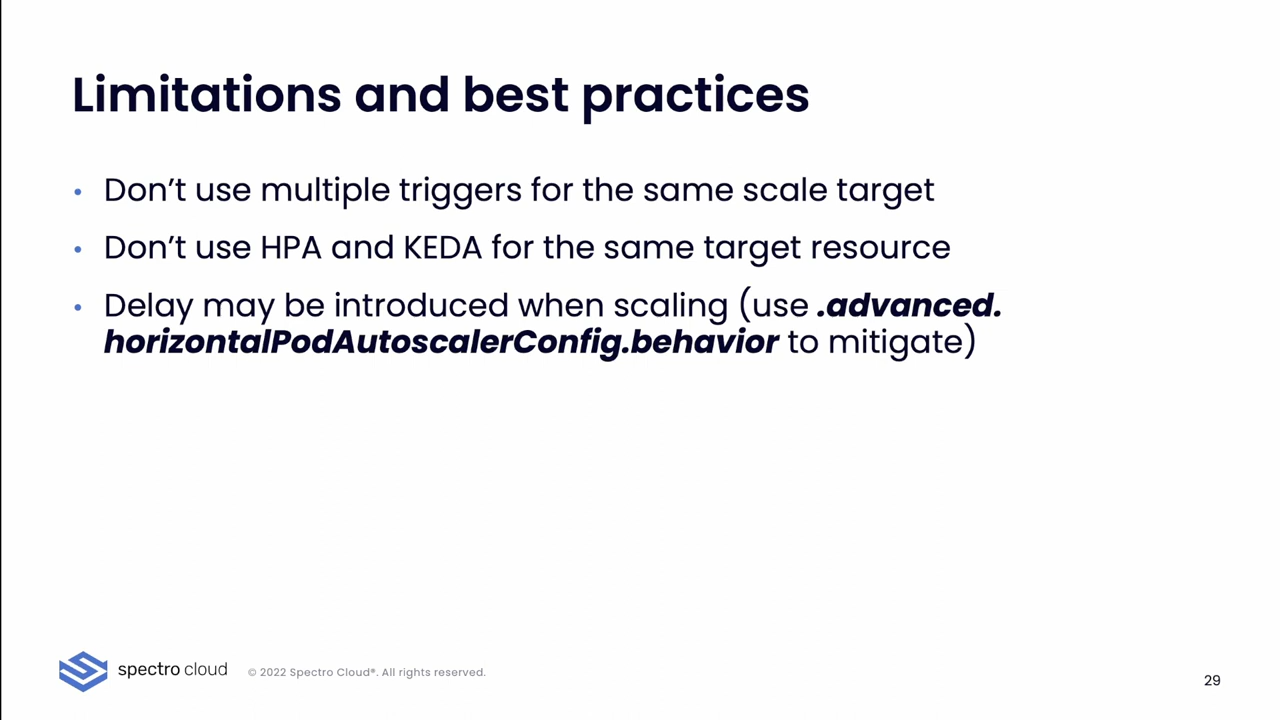 Limitations and best practices
• Don’t use multiple triggers for the same scale target
• Don’t use HPA and KEDA for the same target resource
• Delay may be introduced when scaling (use .advanced.
horizontalPodAutoscalerConfig.behavior to mitigate)
spectro cloud
© 2022 Spectro Cloud®. All rights reserved.
29